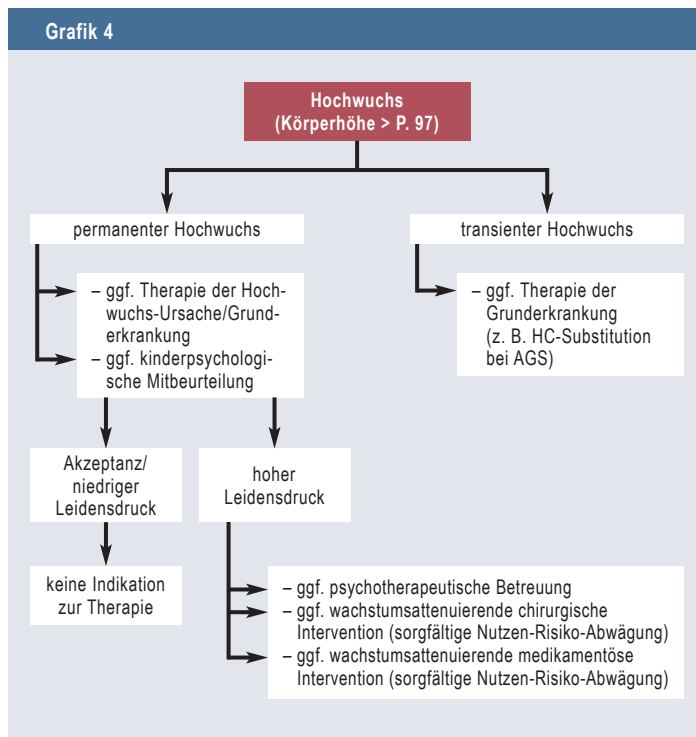 Grafik 4
Hochwuchs
(Körperhöhe > P. 97)
permanenter Hochwuchs
transienter Hochwuchs
– ggf. Therapie der Hoch-
wuchs-Ursache/Grund-
erkrankung
– ggf. kinderpsychologi-
sche Mitbeurteilung
– ggf. Therapie der
Grunderkrankung
(z. B. HC-Substitution
bei AGS)
Akzeptanz/
niedriger
Leidensdruck
hoher
Leidensdruck
keine Indikation
zur Therapie
– ggf. psychotherapeutische Betreuung
– ggf. wachstumsattenuierende chirurgische
Intervention (sorgfältige Nutzen-Risiko-Abwägung)
– ggf. wachstumsattenuierende medikamentöse
Intervention (sorgfältige Nutzen-Risiko-Abwägung)